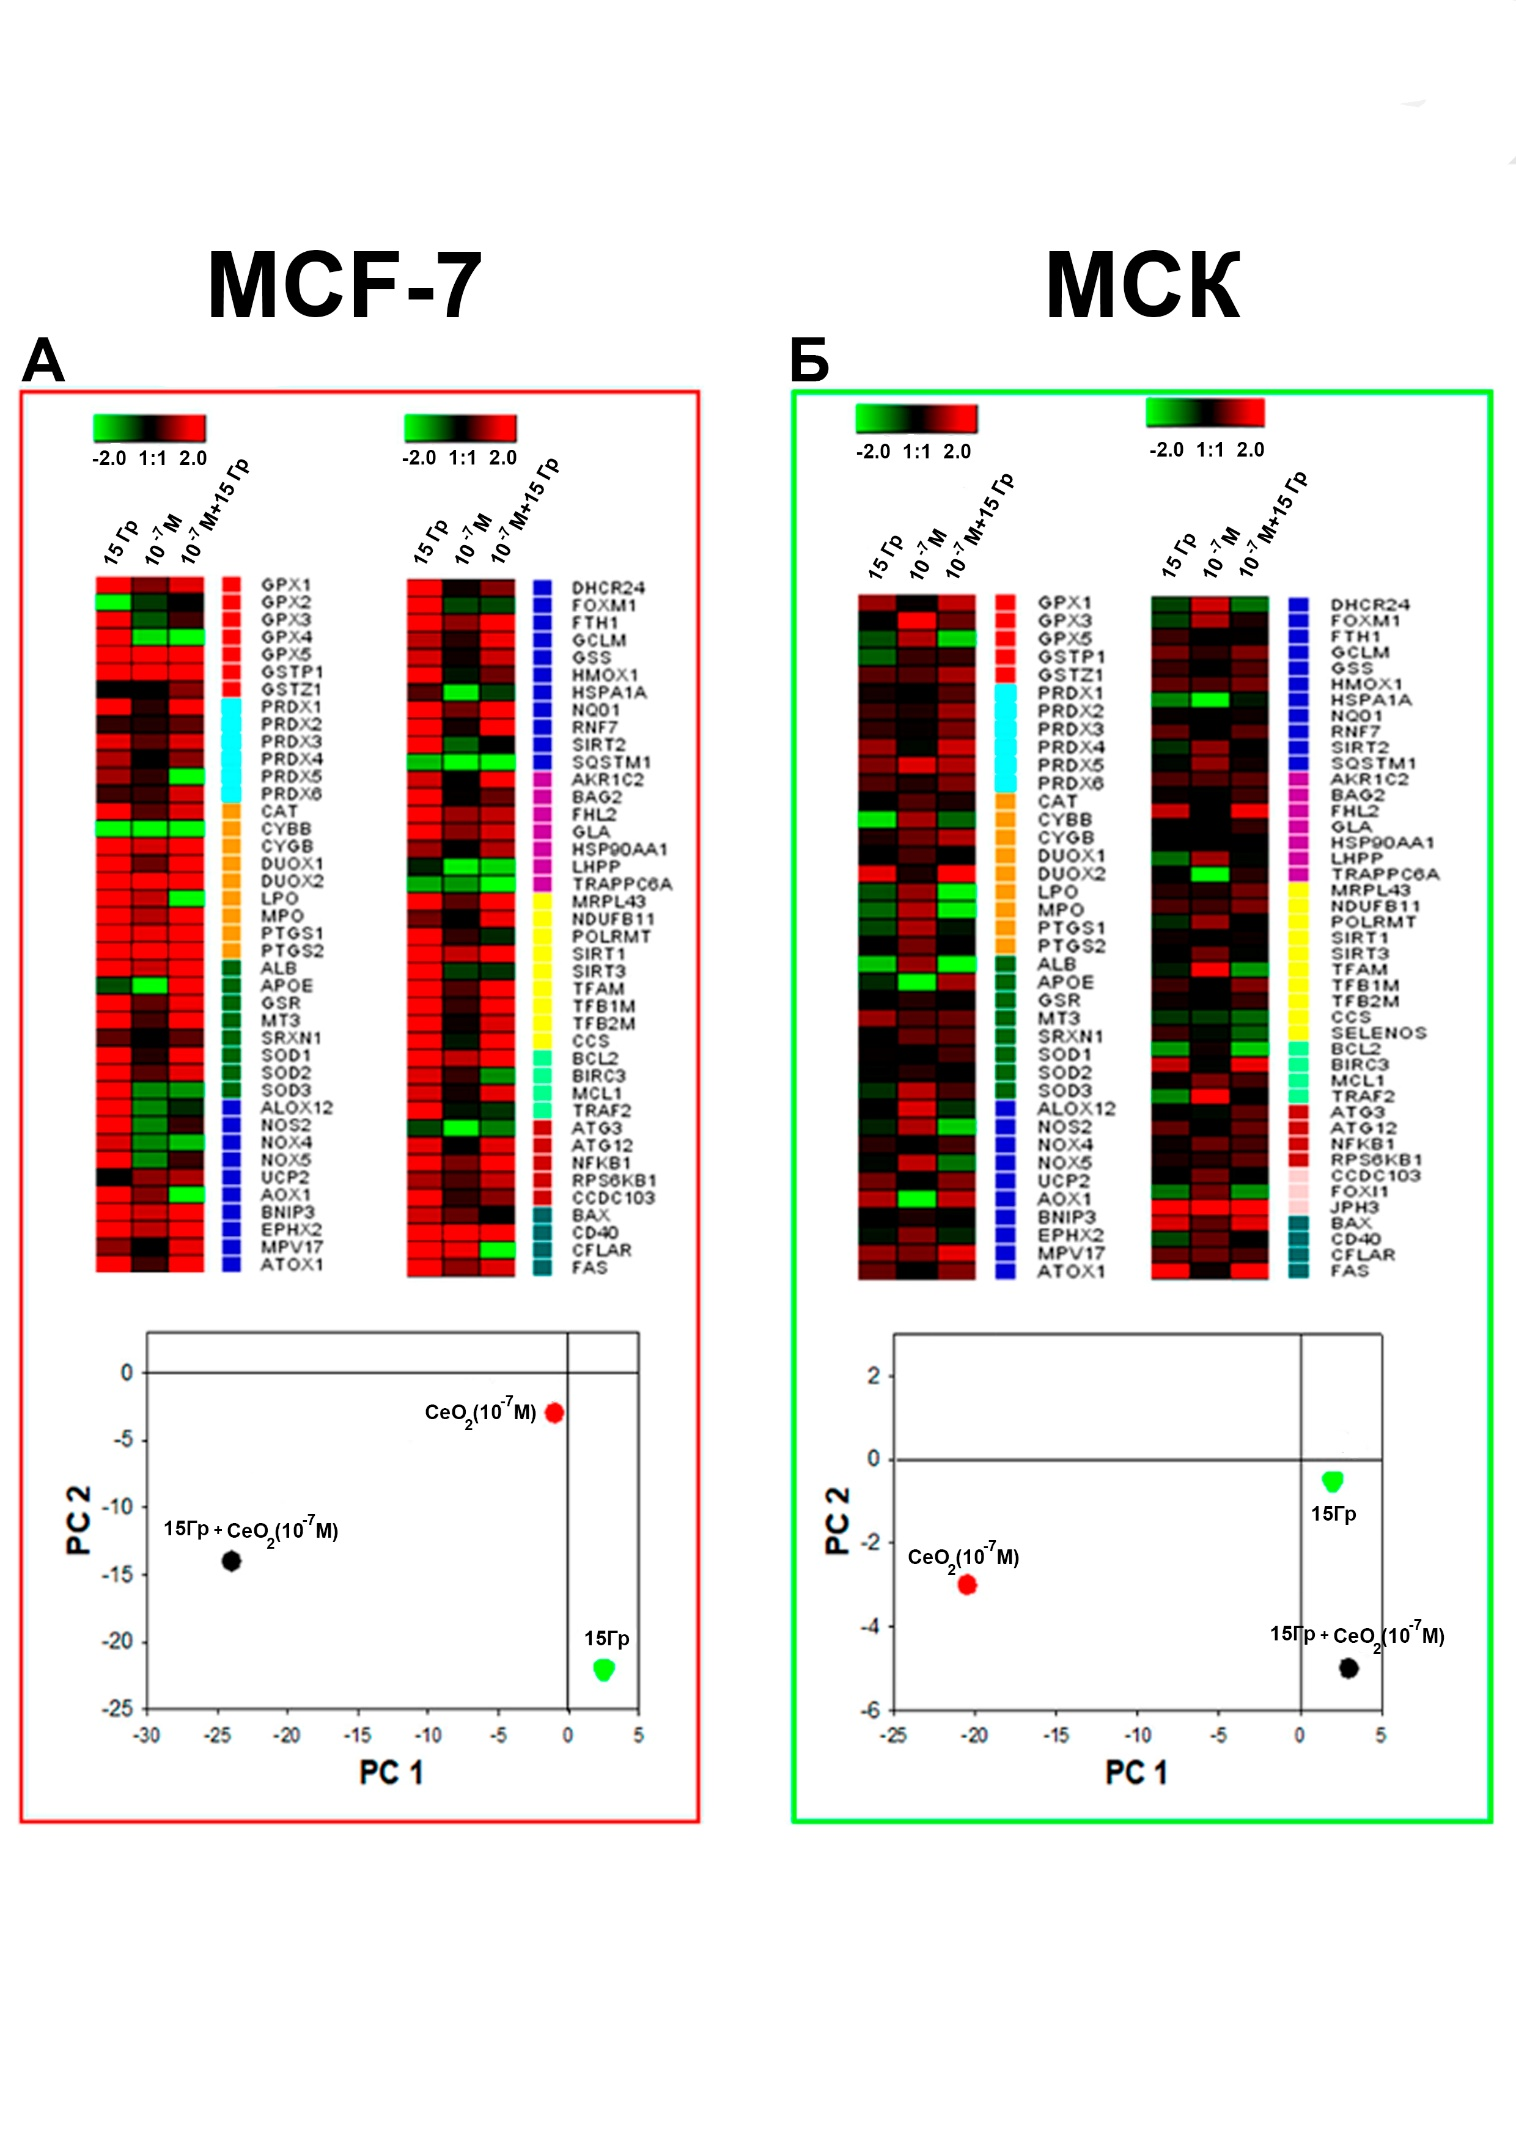 MCF-7
А
-2.0 1:1 2.0
-2.0 1:1 2.0
15 Гр
10⁻⁷M
10⁻⁷M+15 Гр
15 Гр
10⁻⁷M
10⁻⁷M+15 Гр
GPX1
GPX2
GPX3
GPX4
GPX5
GSTP1
GSTZ1
PRDX1
PRDX2
PRDX3
PRDX4
PRDX5
PRDX6
CAT
CYBB
CYGB
DUOX1
DUOX2
LPO
MPO
PTGS1
PTGS2
ALB
APOE
GSR
MT3
SRXN1
SOD1
SOD2
SOD3
ALOX12
NOS2
NOX4
NOX5
UCP2
AOX1
BNIP3
EPHX2
MPV17
ATOX1
DHCR24
FOXM1
FTH1
GCLM
GSS
HMOX1
HSPA1A
NQ01
RNF7
SIRT2
SQSTM1
AKR1C2
BAG2
FHL2
GLA
HSP90AA1
LHPP
TRAPPC6A
MRPL43
NDUFB11
POLRMT
SIRT1
SIRT3
TFAM
TFB1M
TFB2M
CCS
BCL2
BIRC3
MCL1
TRAF2
ATG3
ATG12
NFKB1
RPS6KB1
CCDC103
BAX
CD40
CFLAR
FAS
PC 2
0
-5
-10
-15
-20
-25
CeO₂(10⁻⁷M)
15Гр + CeO₂(10⁻⁷M)
15Гр
-30 -25 -20 -15 -10 -5 0 5
PC 1
МСК
Б
-2.0 1:1 2.0
-2.0 1:1 2.0
15 Гр
10⁻⁷M
10⁻⁷M+15 Гр
15 Гр
10⁻⁷M
10⁻⁷M+15 Гр
GPX1
GPX3
GPX5
GSTP1
GSTZ1
PRDX1
PRDX2
PRDX3
PRDX4
PRDX5
PRDX6
CAT
CYBB
CYGB
DUOX1
DUOX2
LPO
MPO
PTGS1
PTGS2
ALB
APOE
GSR
MT3
SRXN1
SOD1
SOD2
SOD3
ALOX12
NOS2
NOX4
NOX5
UCP2
AOX1
BNIP3
EPHX2
MPV17
ATOX1
DHCR24
FOXM1
FTH1
GCLM
GSS
HMOX1
HSPA1A
NQ01
RNF7
SIRT2
SQSTM1
AKR1C2
BAG2
FHL2
GLA
HSP90AA1
LHPP
TRAPPC6A
MRPL43
NDUFB11
POLRMT
SIRT1
SIRT3
TFAM
TFB1M
TFB2M
CCS
SELENOS
BCL2
BIRC3
MCL1
TRAF2
ATG3
ATG12
NFKB1
RPS6KB1
CCDC103
FOXI1
JPH3
BAX
CD40
CFLAR
FAS
PC 2
2
0
-2
-4
-6
15Гр
CeO₂(10⁻⁷M)
15Гр + CeO₂(10⁻⁷M)
-25 -20 -15 -10 -5 0 5
PC 1